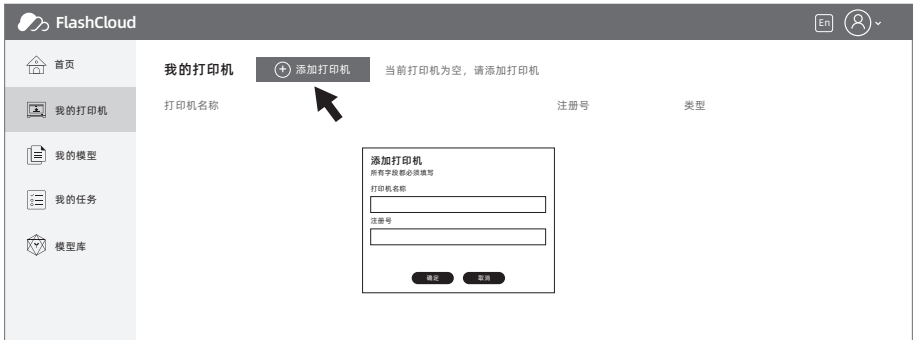 FlashCloud
En
首页
我的打印机
我的模型
我的任务
模型库
我的打印机
添加打印机
当前打印机为空，请添加打印机
打印机名称
注册号
类型
添加打印机
所有字段都必须填写
打印机名称
注册号
确定
取消